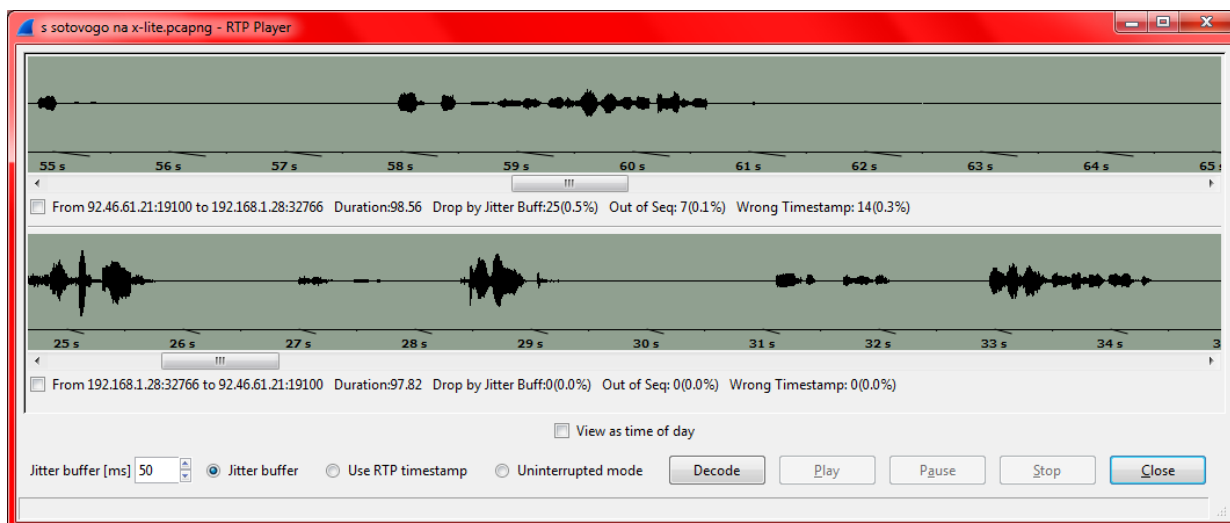 s sotovogo na x-lite.pcapng - RTP Player
55 s 56 s 57 s 58 s 59 s 60 s 61 s 62 s 63 s 64 s 65
From 92.46.61.21:19100 to 192.168.1.28:32766 Duration:98.56 Drop by Jitter Buff:25(0.5%) Out of Seq: 7(0.1%) Wrong Timestamp: 14(0.3%)
25 s 26 s 27 s 28 s 29 s 30 s 31 s 32 s 33 s 34 s 3
From 192.168.1.28:32766 to 92.46.61.21:19100 Duration:97.82 Drop by Jitter Buff:0(0.0%) Out of Seq: 0(0.0%) Wrong Timestamp: 0(0.0%)
View as time of day
Jitter buffer [ms] 50 Jitter buffer Use RTP timestamp Uninterrupted mode Decode Play Pause Stop Close